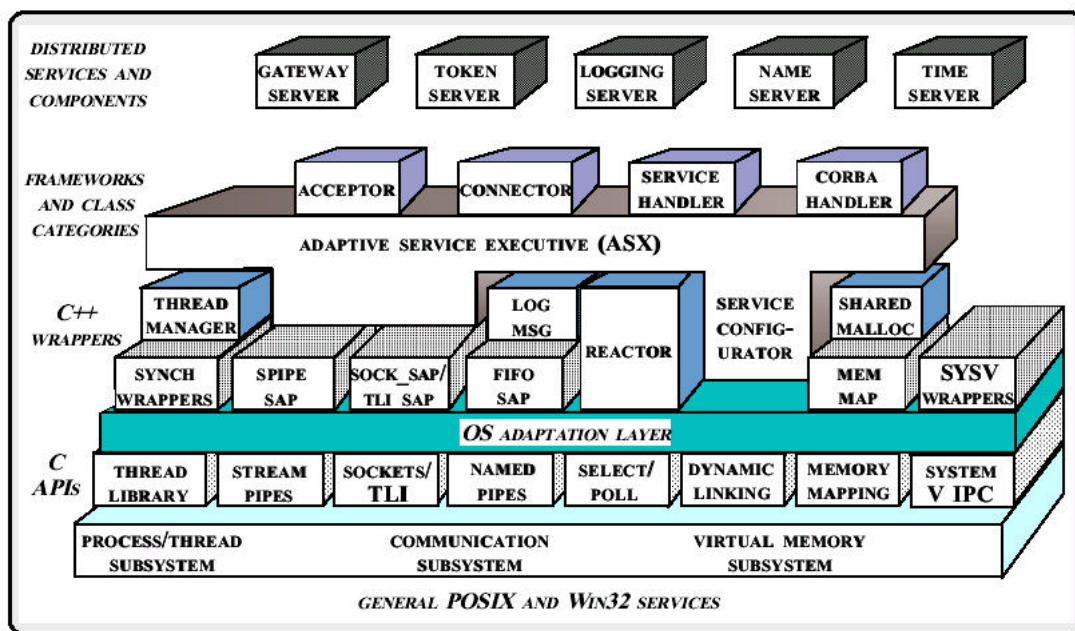 DISTRIBUTED
SERVICES AND
COMPONENTS
GATEWAY
SERVER
TOKEN
SERVER
LOGGING
SERVER
NAME
SERVER
TIME
SERVER
FRAMEWORKS
AND CLASS
CATEGORIES
ACCEPTOR
CONNECTOR
SERVICE
HANDLER
CORBA
HANDLER
ADAPTIVE SERVICE EXECUTIVE (ASX)
C++
WRAPPERS
THREAD
MANAGER
LOG
MSG
REACTOR
SERVICE
CONFIG-
URATOR
SHARED
MALLOC
SYNCH
WRAPPERS
SPIPE
SAP
SOCK_SAP/
TLI SAP
FIFO
SAP
MEM
MAP
SYSV
WRAPPERS
OS ADAPTATION LAYER
C
APIs
THREAD
LIBRARY
STREAM
PIPES
SOCKETS/
TLI
NAMED
PIPES
SELECT/
POLL
DYNAMIC
LINKING
MEMORY
MAPPING
SYSTEM
V IPC
PROCESS/THREAD
SUBSYSTEM
COMMUNICATION
SUBSYSTEM
VIRTUAL MEMORY
SUBSYSTEM
GENERAL POSIX AND WIN32 SERVICES